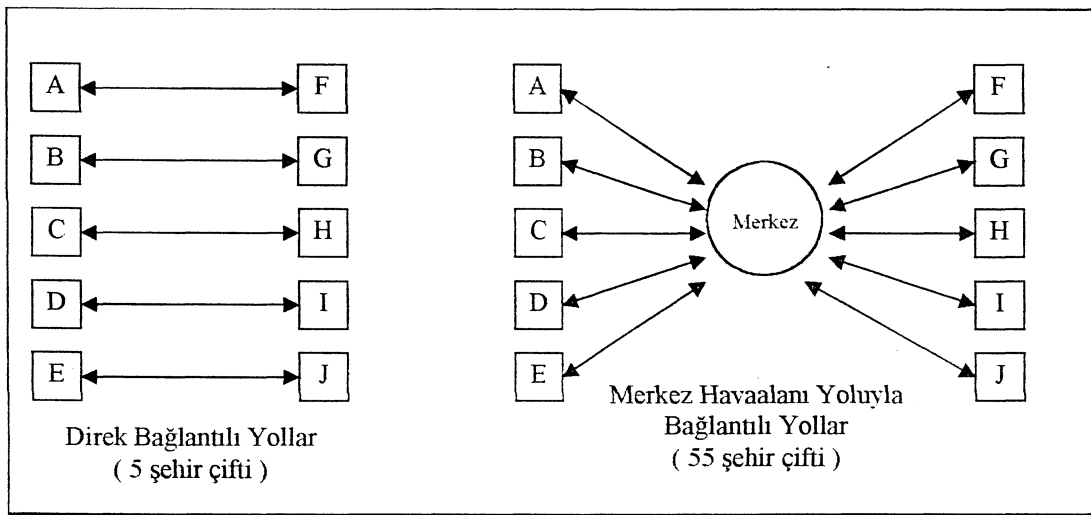 A F
B G
C H
D I
E J
Direk Bağlantılı Yollar
( 5 şehir çifti )
A F
B G
C Merkez H
D I
E J
Merkez Havaalanı Yoluyla
Bağlantılı Yollar
( 55 şehir çifti )